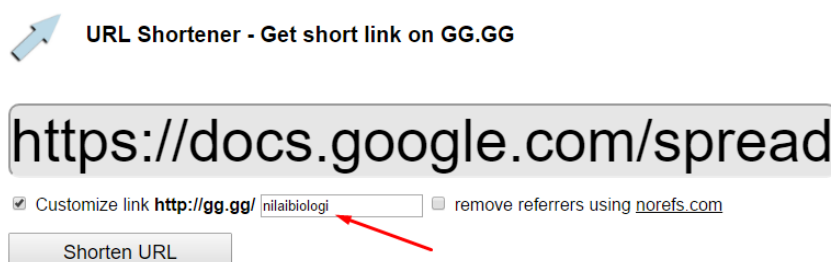 URL Shortener - Get short link on GG.GG
https://docs.google.com/spread
Customize link http://gg.gg/ nilaibiologi remove referrers using norefs.com
Shorten URL